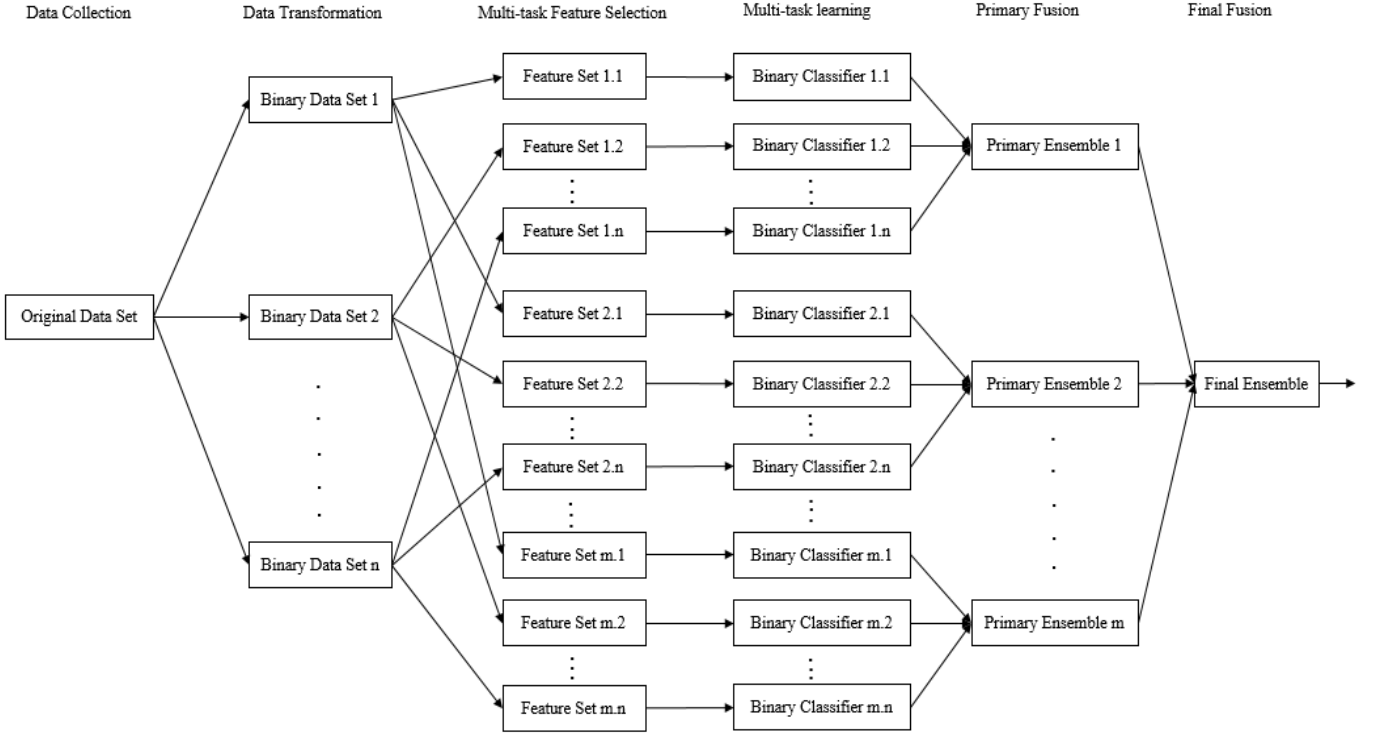 Data Collection
Data Transformation
Multi-task Feature Selection
Multi-task learning
Primary Fusion
Final Fusion
Original Data Set
Binary Data Set 1
Binary Data Set 2
Binary Data Set n
Feature Set 1.1
Feature Set 1.2
Feature Set 1.n
Feature Set 2.1
Feature Set 2.2
Feature Set 2.n
Feature Set m.1
Feature Set m.2
Feature Set m.n
Binary Classifier 1.1
Binary Classifier 1.2
Binary Classifier 1.n
Binary Classifier 2.1
Binary Classifier 2.2
Binary Classifier 2.n
Binary Classifier m.1
Binary Classifier m.2
Binary Classifier m.n
Primary Ensemble 1
Primary Ensemble 2
Primary Ensemble m
Final Ensemble